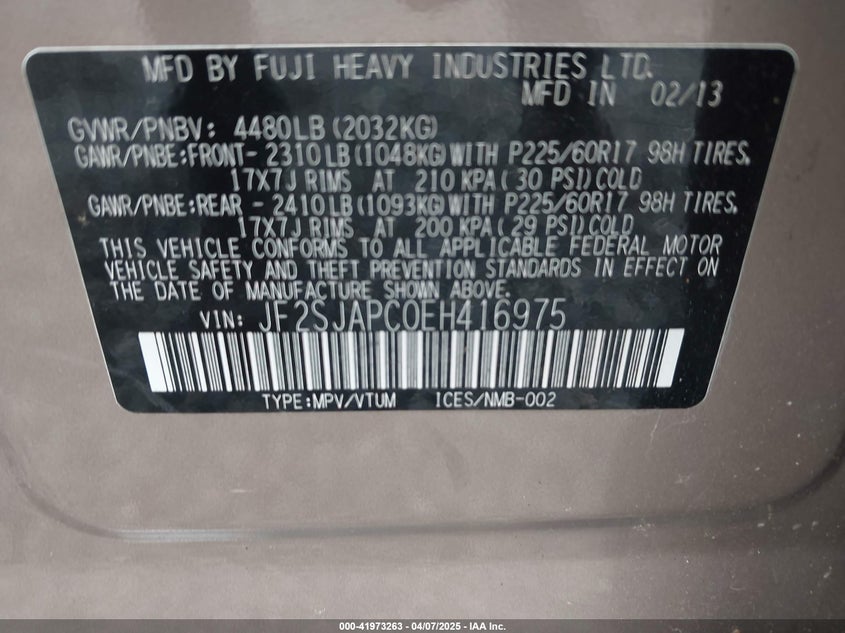 MFD BY FUJI HEAVY INDUSTRIES LTD.
MFD IN 02/13
GVWR/PNBV: 4480LB(2032KG)
GAWR/PNBE:FRONT- 2310LB(1048KG)WITH P225/60R17 98H TIRES.
17X7J RIMS AT 210 KPA(30 PSI)COLD
GAWR/PNBE:REAR - 2410LB(1093KG)WITH P225/60R17 98H TIRES.
17X7J RIMS AT 200 KPA(29 PSI)COLD
THIS VEHICLE CONFORMS TO ALL APPLICABLE FEDERAL MOTOR
VEHICLE SAFETY AND THEFT PREVENTION STANDARDS IN EFFECT ON
THE DATE OF MANUFACTURE SHOWN ABOVE.
VIN: JF2SJAPC0EH416975
TYPE:MPV/VTUM ICES/NMB-002
000-41973263 - 04/07/2025 - IAA Inc.